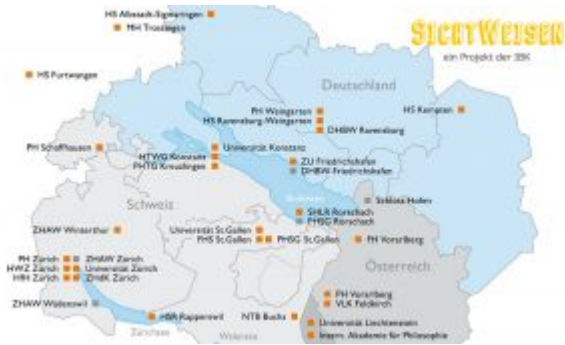 HS Albstadt-Sigmaringen
MH Trossingen
SICHTWEISEN
ein Projekt der IBK
HS Furtwangen
Deutschland
PH Weingarten
HS Ravensburg-Weingarten
DHBW Ravensburg
HS Kempten
PH Schaffhausen
Universität Konstanz
HTWG Konstanz
PHTG Kreuzlingen
ZU Friedrichshafen
DHBW Friedrichshafen
Bodensee
Schloss Hofen
Schweiz
SHLR Rorschach
PHSG Rorschach
ZHAW Winterthur
Universität St.Gallen
FHS St.Gallen
PHSG St.Gallen
FH Vorarlberg
PH Zürich
ZHAW Zürich
HWZ Zürich
Universität Zürich
HfH Zürich
ZHdK Zürich
Österreich
ZHAW Wädenswil
HSR Rapperswil
NTB Buchs
PH Vorarlberg
VLK Feldkirch
Zürichsee
Walensee
Universität Liechtenstein
Intern. Akademie für Philosophie